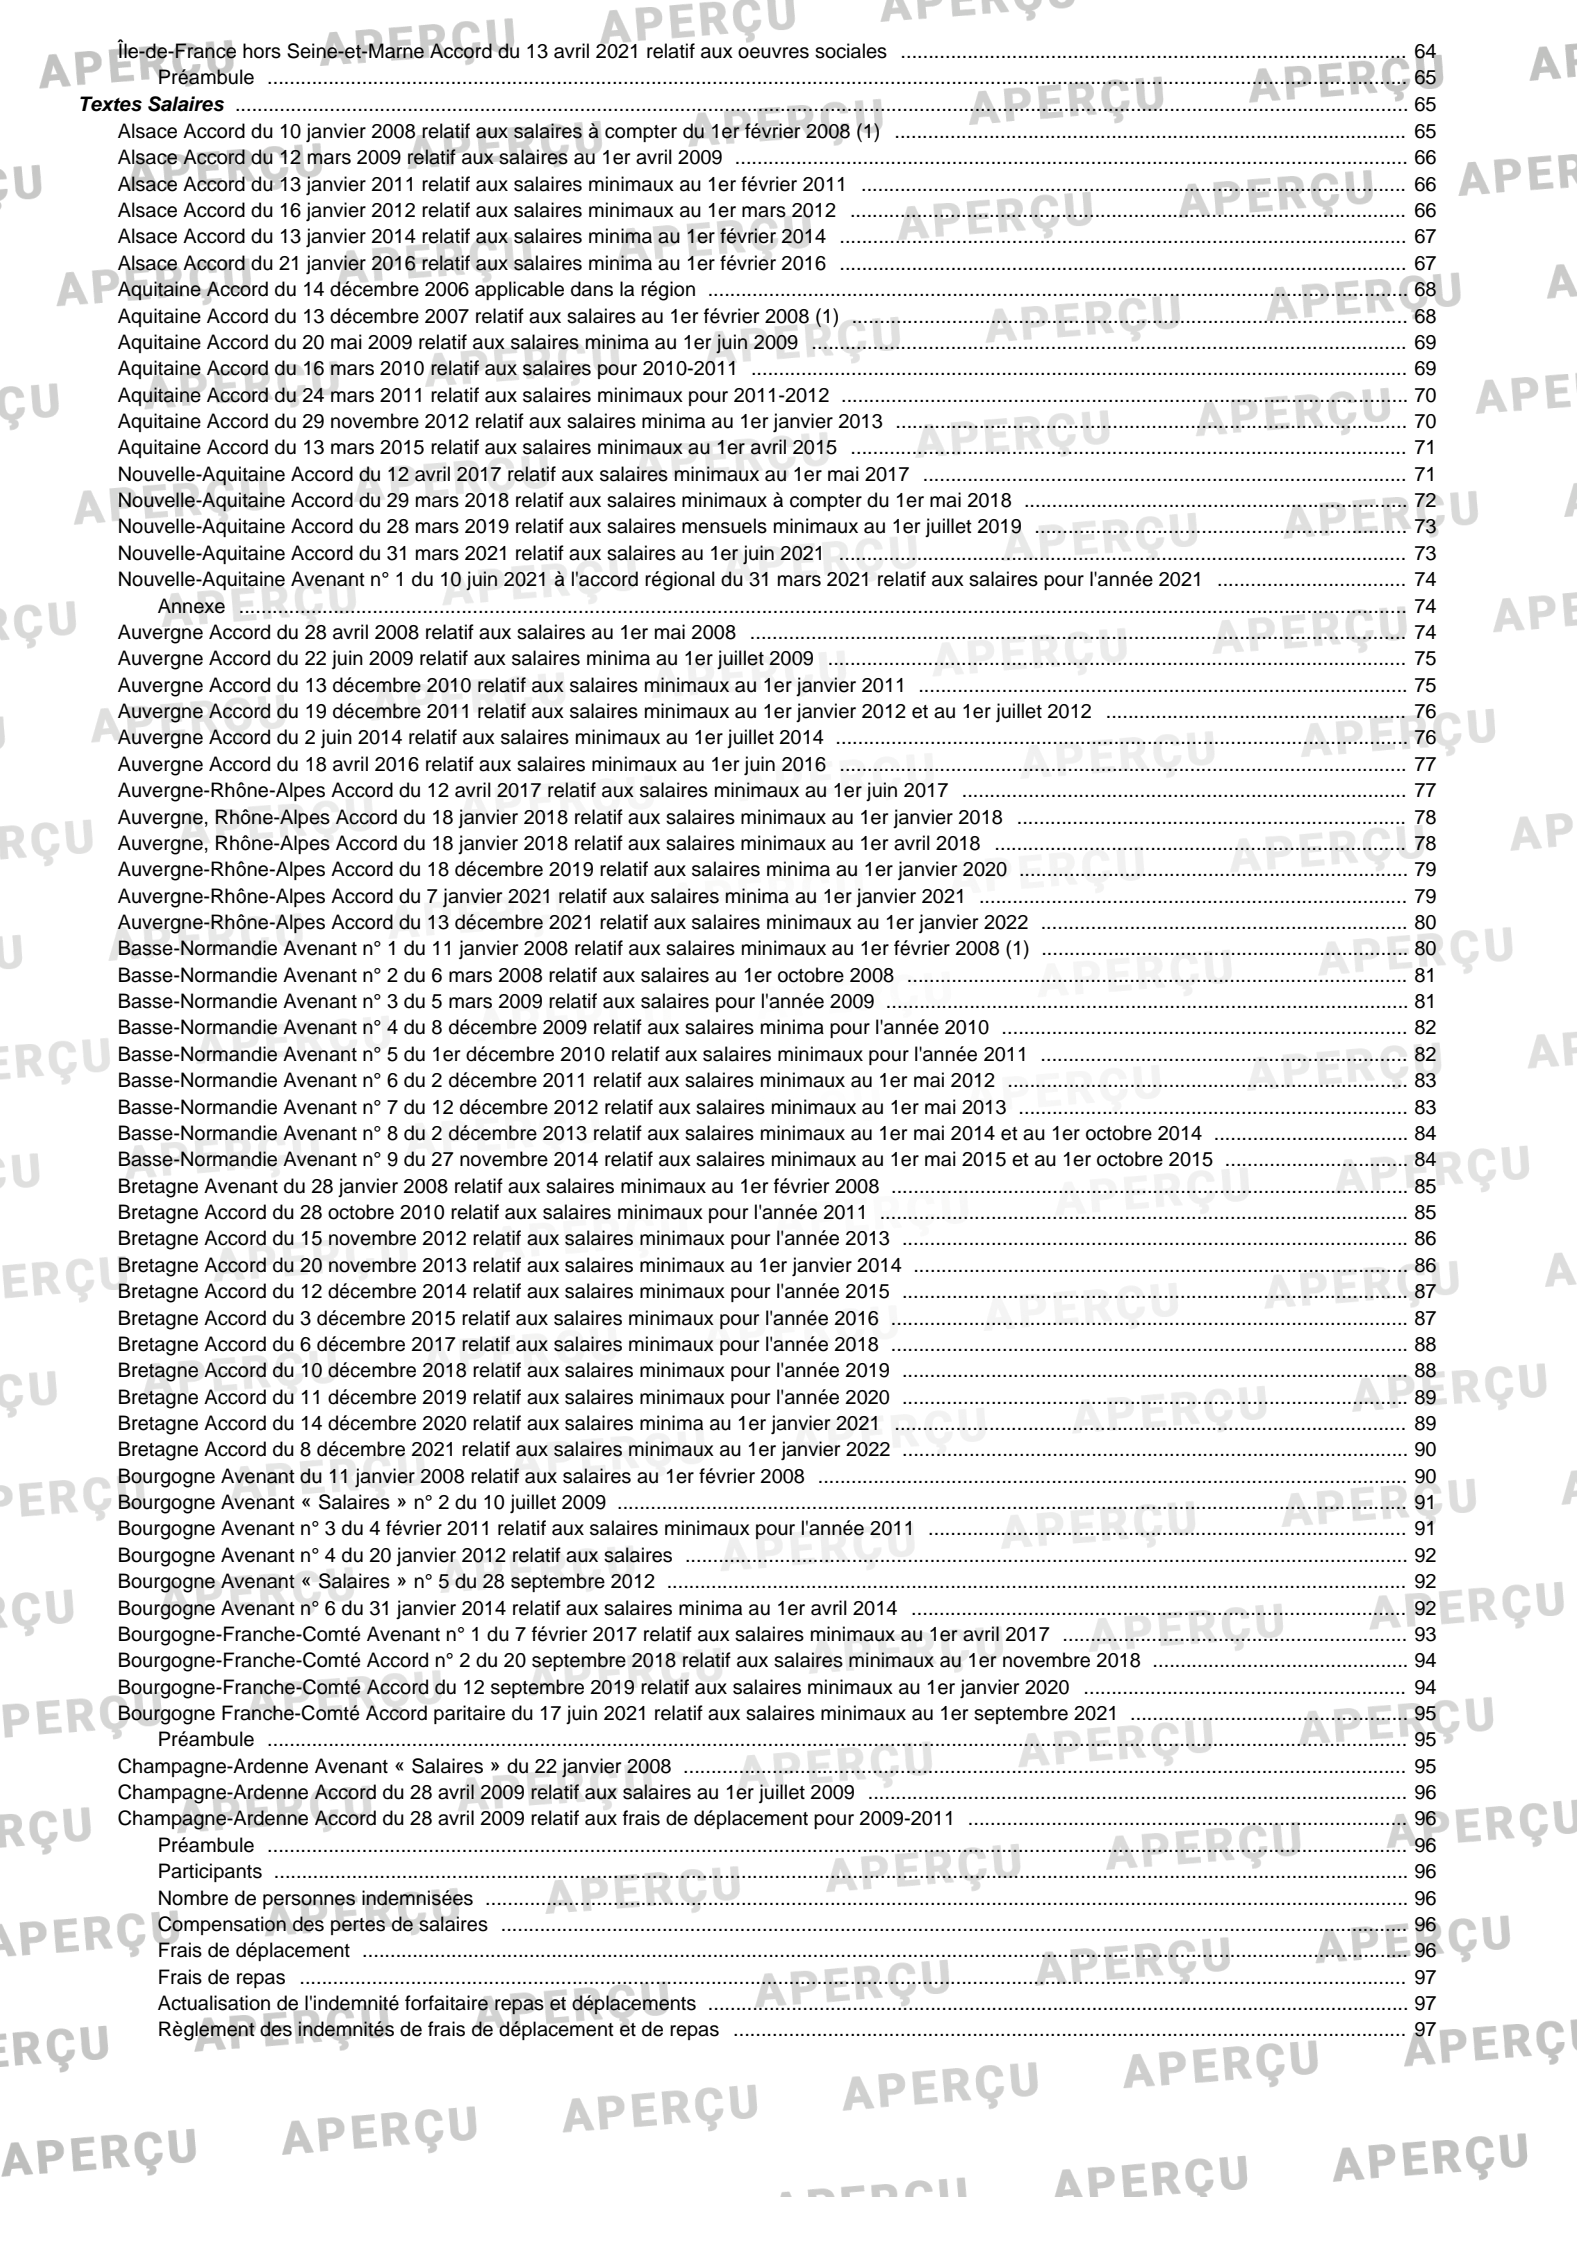 Île-de-France hors Seine-et-Marne Accord du 13 avril 2021 relatif aux oeuvres sociales ... 64
Préambule ... 65
Textes Salaires ... 65
Alsace Accord du 10 janvier 2008 relatif aux salaires à compter du 1er février 2008 (1) ... 65
Alsace Accord du 12 mars 2009 relatif aux salaires au 1er avril 2009 ... 66
Alsace Accord du 13 janvier 2011 relatif aux salaires minimaux au 1er février 2011 ... 66
Alsace Accord du 16 janvier 2012 relatif aux salaires minimaux au 1er mars 2012 ... 66
Alsace Accord du 13 janvier 2014 relatif aux salaires minima au 1er février 2014 ... 67
Alsace Accord du 21 janvier 2016 relatif aux salaires minima au 1er février 2016 ... 67
Aquitaine Accord du 14 décembre 2006 applicable dans la région ... 68
Aquitaine Accord du 13 décembre 2007 relatif aux salaires au 1er février 2008 (1) ... 68
Aquitaine Accord du 20 mai 2009 relatif aux salaires minima au 1er juin 2009 ... 69
Aquitaine Accord du 16 mars 2010 relatif aux salaires pour 2010-2011 ... 69
Aquitaine Accord du 24 mars 2011 relatif aux salaires minimaux pour 2011-2012 ... 70
Aquitaine Accord du 29 novembre 2012 relatif aux salaires minima au 1er janvier 2013 ... 70
Aquitaine Accord du 13 mars 2015 relatif aux salaires minimaux au 1er avril 2015 ... 71
Nouvelle-Aquitaine Accord du 12 avril 2017 relatif aux salaires minimaux au 1er mai 2017 ... 71
Nouvelle-Aquitaine Accord du 29 mars 2018 relatif aux salaires minimaux à compter du 1er mai 2018 ... 72
Nouvelle-Aquitaine Accord du 28 mars 2019 relatif aux salaires mensuels minimaux au 1er juillet 2019 ... 73
Nouvelle-Aquitaine Accord du 31 mars 2021 relatif aux salaires au 1er juin 2021 ... 73
Nouvelle-Aquitaine Avenant n° 1 du 10 juin 2021 à l'accord régional du 31 mars 2021 relatif aux salaires pour l'année 2021 ... 74
Annexe ... 74
Auvergne Accord du 28 avril 2008 relatif aux salaires au 1er mai 2008 ... 74
Auvergne Accord du 22 juin 2009 relatif aux salaires minima au 1er juillet 2009 ... 75
Auvergne Accord du 13 décembre 2010 relatif aux salaires minimaux au 1er janvier 2011 ... 75
Auvergne Accord du 19 décembre 2011 relatif aux salaires minimaux au 1er janvier 2012 et au 1er juillet 2012 ... 76
Auvergne Accord du 2 juin 2014 relatif aux salaires minimaux au 1er juillet 2014 ... 76
Auvergne Accord du 18 avril 2016 relatif aux salaires minimaux au 1er juin 2016 ... 77
Auvergne-Rhône-Alpes Accord du 12 avril 2017 relatif aux salaires minimaux au 1er juin 2017 ... 77
Auvergne, Rhône-Alpes Accord du 18 janvier 2018 relatif aux salaires minimaux au 1er janvier 2018 ... 78
Auvergne, Rhône-Alpes Accord du 18 janvier 2018 relatif aux salaires minimaux au 1er avril 2018 ... 78
Auvergne-Rhône-Alpes Accord du 18 décembre 2019 relatif aux salaires minima au 1er janvier 2020 ... 79
Auvergne-Rhône-Alpes Accord du 7 janvier 2021 relatif aux salaires minima au 1er janvier 2021 ... 79
Auvergne-Rhône-Alpes Accord du 13 décembre 2021 relatif aux salaires minimaux au 1er janvier 2022 ... 80
Basse-Normandie Avenant n° 1 du 11 janvier 2008 relatif aux salaires minimaux au 1er février 2008 (1) ... 80
Basse-Normandie Avenant n° 2 du 6 mars 2008 relatif aux salaires au 1er octobre 2008 ... 81
Basse-Normandie Avenant n° 3 du 5 mars 2009 relatif aux salaires pour l'année 2009 ... 81
Basse-Normandie Avenant n° 4 du 8 décembre 2009 relatif aux salaires minima pour l'année 2010 ... 82
Basse-Normandie Avenant n° 5 du 1er décembre 2010 relatif aux salaires minimaux pour l'année 2011 ... 82
Basse-Normandie Avenant n° 6 du 2 décembre 2011 relatif aux salaires minimaux au 1er mai 2012 ... 83
Basse-Normandie Avenant n° 7 du 12 décembre 2012 relatif aux salaires minimaux au 1er mai 2013 ... 83
Basse-Normandie Avenant n° 8 du 2 décembre 2013 relatif aux salaires minimaux au 1er mai 2014 et au 1er octobre 2014 ... 84
Basse-Normandie Avenant n° 9 du 27 novembre 2014 relatif aux salaires minimaux au 1er mai 2015 et au 1er octobre 2015 ... 84
Bretagne Avenant du 28 janvier 2008 relatif aux salaires minimaux au 1er février 2008 ... 85
Bretagne Accord du 28 octobre 2010 relatif aux salaires minimaux pour l'année 2011 ... 85
Bretagne Accord du 15 novembre 2012 relatif aux salaires minimaux pour l'année 2013 ... 86
Bretagne Accord du 20 novembre 2013 relatif aux salaires minimaux au 1er janvier 2014 ... 86
Bretagne Accord du 12 décembre 2014 relatif aux salaires minimaux pour l'année 2015 ... 87
Bretagne Accord du 3 décembre 2015 relatif aux salaires minimaux pour l'année 2016 ... 87
Bretagne Accord du 6 décembre 2017 relatif aux salaires minimaux pour l'année 2018 ... 88
Bretagne Accord du 10 décembre 2018 relatif aux salaires minimaux pour l'année 2019 ... 88
Bretagne Accord du 11 décembre 2019 relatif aux salaires minimaux pour l'année 2020 ... 89
Bretagne Accord du 14 décembre 2020 relatif aux salaires minima au 1er janvier 2021 ... 89
Bretagne Accord du 8 décembre 2021 relatif aux salaires minimaux au 1er janvier 2022 ... 90
Bourgogne Avenant du 11 janvier 2008 relatif aux salaires au 1er février 2008 ... 90
Bourgogne Avenant « Salaires » n° 2 du 10 juillet 2009 ... 91
Bourgogne Avenant n° 3 du 4 février 2011 relatif aux salaires minimaux pour l'année 2011 ... 91
Bourgogne Avenant n° 4 du 20 janvier 2012 relatif aux salaires ... 92
Bourgogne Avenant « Salaires » n° 5 du 28 septembre 2012 ... 92
Bourgogne Avenant n° 6 du 31 janvier 2014 relatif aux salaires minima au 1er avril 2014 ... 92
Bourgogne-Franche-Comté Avenant n° 1 du 7 février 2017 relatif aux salaires mininaux au 1er avril 2017 ... 93
Bourgogne-Franche-Comté Accord n° 2 du 20 septembre 2018 relatif aux salaires minimaux au 1er novembre 2018 ... 94
Bourgogne-Franche-Comté Accord du 12 septembre 2019 relatif aux salaires minimaux au 1er janvier 2020 ... 94
Bourgogne Franche-Comté Accord paritaire du 17 juin 2021 relatif aux salaires minimaux au 1er septembre 2021 ... 95
Préambule ... 95
Champagne-Ardenne Avenant « Salaires » du 22 janvier 2008 ... 95
Champagne-Ardenne Accord du 28 avril 2009 relatif aux salaires au 1er juillet 2009 ... 96
Champagne-Ardenne Accord du 28 avril 2009 relatif aux frais de déplacement pour 2009-2011 ... 96
Préambule ... 96
Participants ... 96
Nombre de personnes indemnisées ... 96
Compensation des pertes de salaires ... 96
Frais de déplacement ... 96
Frais de repas ... 97
Actualisation de l'indemnité forfaitaire repas et déplacements ... 97
Règlement des indemnités de frais de déplacement et de repas ... 97
APERÇU